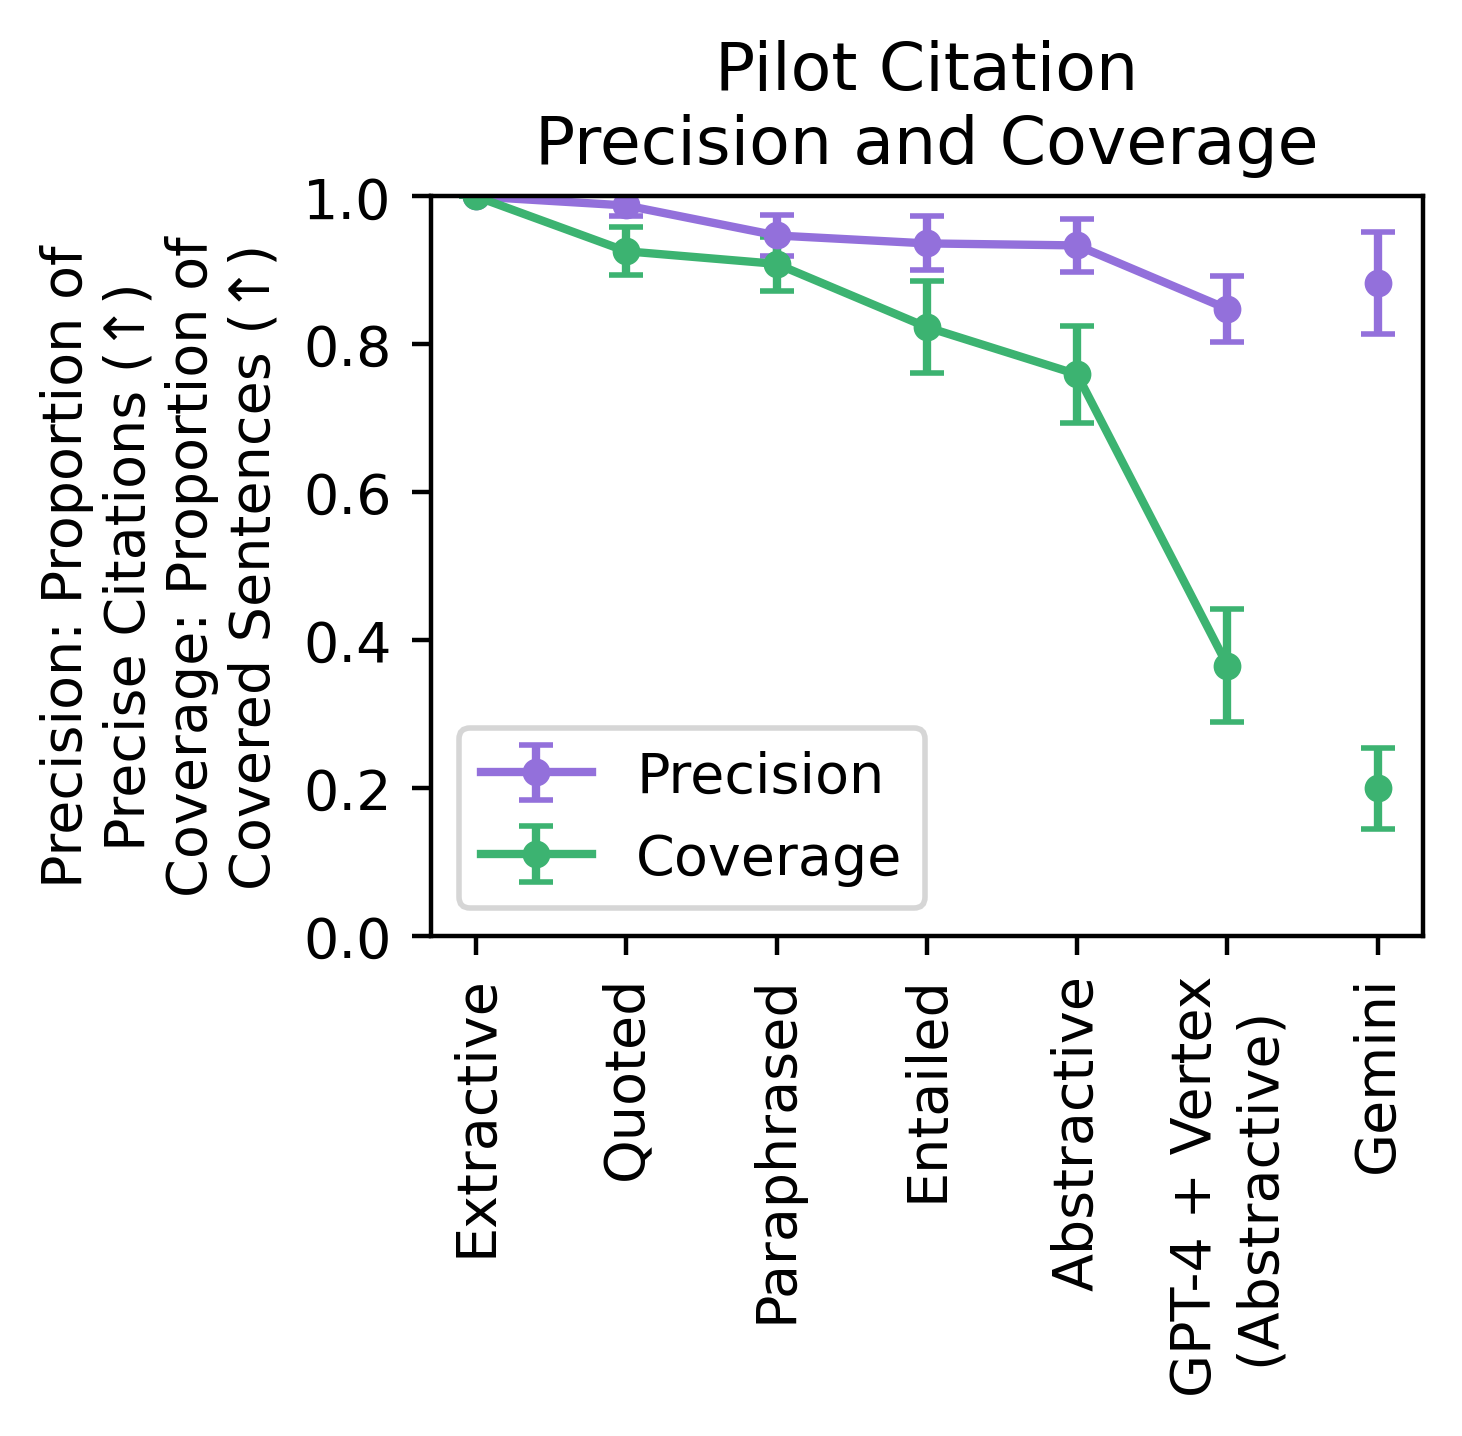 Pilot Citation
Precision and Coverage
Precision: Proportion of
Precise Citations (↑)
Coverage: Proportion of
Covered Sentences (↑)
1.0
0.8
0.6
0.4
0.2
0.0
Precision
Coverage
Extractive
Quoted
Paraphrased
Entailed
Abstractive
GPT-4 + Vertex
(Abstractive)
Gemini